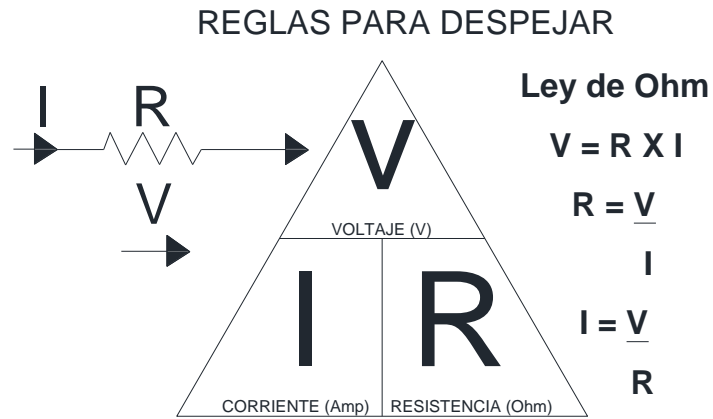 REGLAS PARA DESPEJAR
I
R
V
V
VOLTAJE (V)
I
R
CORRIENTE (Amp)
RESISTENCIA (Ohm)
Ley de Ohm
V = R X I
R = V
I
I = V
R